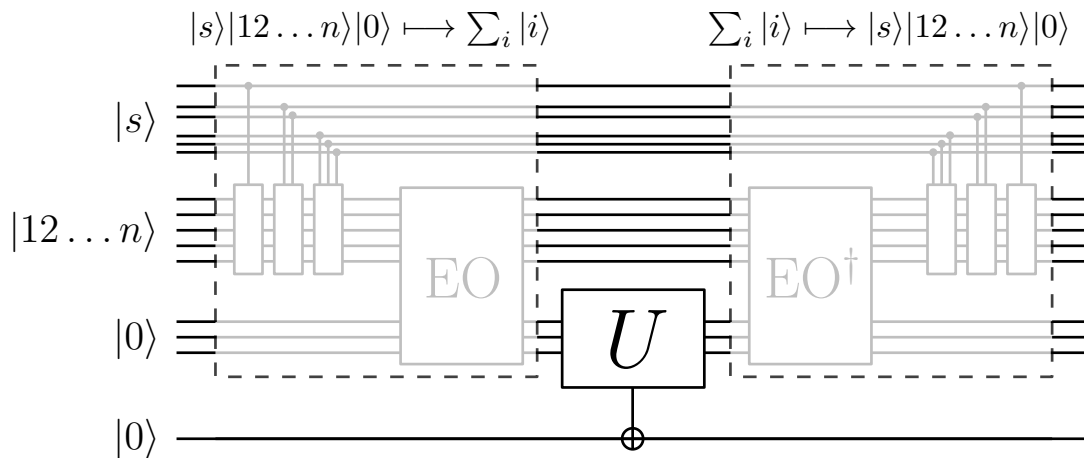 |s⟩|12 … n⟩|0⟩ ⟼ ∑ᵢ |i⟩
∑ᵢ |i⟩ ⟼ |s⟩|12 … n⟩|0⟩
|s⟩
|12 … n⟩
EO
EO†
|0⟩
U
|0⟩